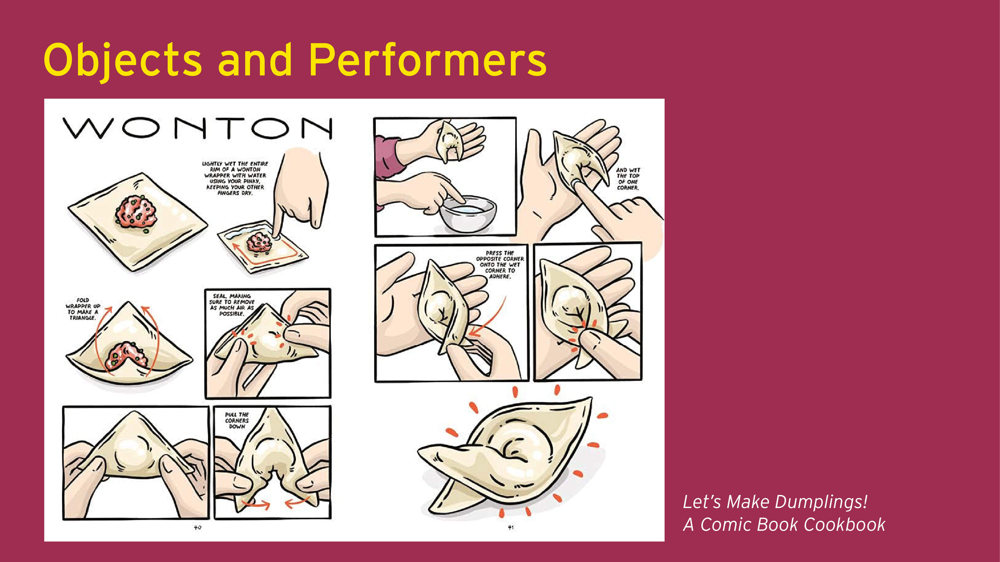 Objects and Performers
WONTON
LIGHTLY WET THE ENTIRE
RIM OF A WONTON
WRAPPER WITH WATER
USING YOUR PINKY,
KEEPING YOUR OTHER
FINGERS DRY.
FOLD
WRAPPER UP
TO MAKE A
TRIANGLE.
SEAL, MAKING
SURE TO REMOVE
AS MUCH AIR AS
POSSIBLE.
PULL THE
CORNERS
DOWN
40
AND WET
THE TOP
OF ONE
CORNER.
PRESS THE
OPPOSITE CORNER
ONTO THE WET
CORNER TO
ADHERE.
41
Let's Make Dumplings!
A Comic Book Cookbook